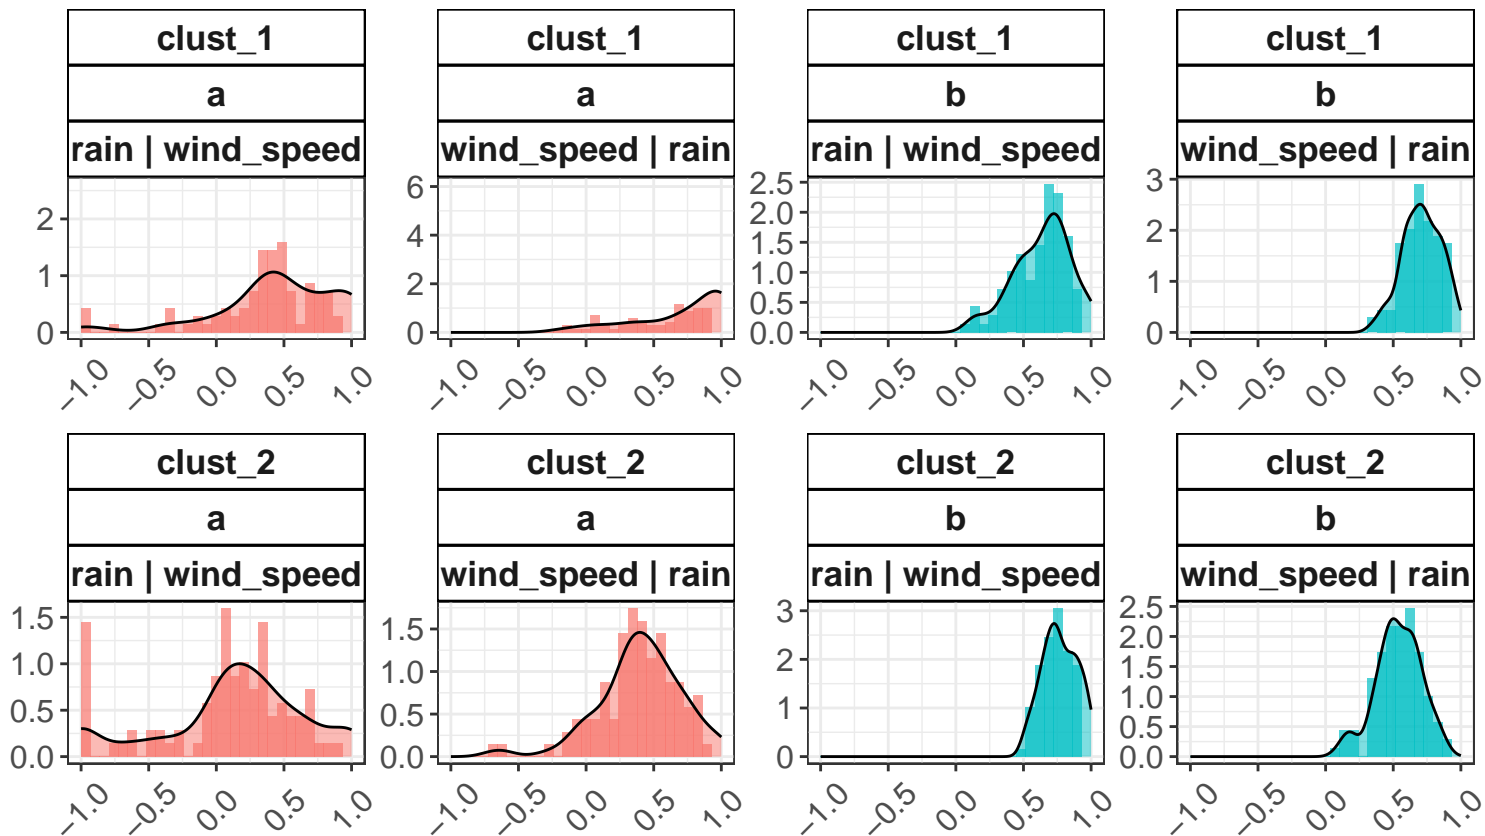 clust_1 clust_1 clust_1 clust_1
a a b b
rain | wind_speed wind_speed | rain rain | wind_speed wind_speed | rain
2 6 2.5 3
1 4 2.0 2
0 2 1.5 1
0 1.0 0
0.5
0.0
−1.0 −0.5 0.0 0.5 1.0 −1.0 −0.5 0.0 0.5 1.0 −1.0 −0.5 0.0 0.5 1.0 −1.0 −0.5 0.0 0.5 1.0
clust_2 clust_2 clust_2 clust_2
a a b b
rain | wind_speed wind_speed | rain rain | wind_speed wind_speed | rain
1.5 1.5 3 2.5
1.0 1.0 2 2.0
0.5 0.5 1 1.5
0.0 0.0 0 1.0
0.5
0.0
−1.0 −0.5 0.0 0.5 1.0 −1.0 −0.5 0.0 0.5 1.0 −1.0 −0.5 0.0 0.5 1.0 −1.0 −0.5 0.0 0.5 1.0